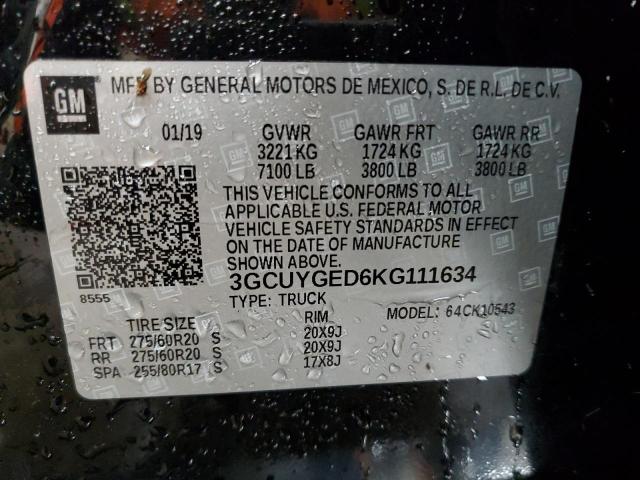 GM MFD BY GENERAL MOTORS DE MEXICO, S. DE R.L. DE C.V.
01/19 GVWR GAWR FRT GAWR RR
3221 KG 1724 KG 1724 KG
7100 LB 3800 LB 3800 LB
THIS VEHICLE CONFORMS TO ALL
APPLICABLE U.S. FEDERAL MOTOR
VEHICLE SAFETY STANDARDS IN EFFECT
ON THE DATE OF MANUFACTURE
SHOWN ABOVE.
8555 3GCUYGED6KG111634
TYPE: TRUCK MODEL: 64CK10543
TIRE SIZE RIM
FRT 275/60R20 S 20X9J
RR 275/60R20 S 20X9J
SPA 255/80R17 S 17X8J